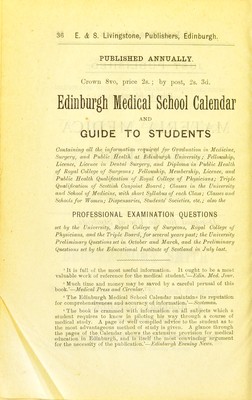 36 E. & S. Livingstone, Publishers, Edinburgh.
PUBLISHED ANNUALLY.
Crown 8vo, price 2s.; by post, 2s. 3d.
Edinburgh Medical School Calendar
AND
GUIDE TO STUDENTS
Containing all the information required for Graduation in Medicine,
Surgery, and Public Health at Edinburgh University; Fellowship,
Licence, Licence in Dental Surgery, and Diploma in Public Health
of Royal College of Surgeons; Fellowship, Membership, Licence, and
Public Health Qualification of Royal College of Physicians; Triple
Qualification of Scottish Conjoint Board; Classes in the University
and School of Medicine, with short Syllabus of each Class; Classes and
Schools for Women; Dispensaries, Students' Societies, etc.; also the
PROFESSIONAL EXAMINATION QUESTIONS
set by the University, Royal College of Surgeons, Royal College of
Physicians, and the Triple Board, for several years past; the University
Preliminary Questions set in October and March, and the Preliminary
Questions set by the Educational Institute of Scotland in July last.
'It is full of the most useful information. It ought to be a most
valuable work of reference for the medical student.'—Edin. Med. Jour.
'Much time and money may be saved by a careful perusal of this
book.'—Medical Press and Circular.
'The Edinburgh Medical School Calendar maintains its reputation
for comprehensiveness and accuracy of information.'—Scotsman.
'The book is crammed with information on all subjects which a
student requires to know in piloting his way through a course of
medical study. A page of well compiled advice to the student as to
the most advantageous method of study is given. A glance through
the pages of the Calendar shows the extensive provision for medical
education in Edinburgh, and is itself the most convincing argument
for the necessity of the publication.'—Edinburgh Evening News.